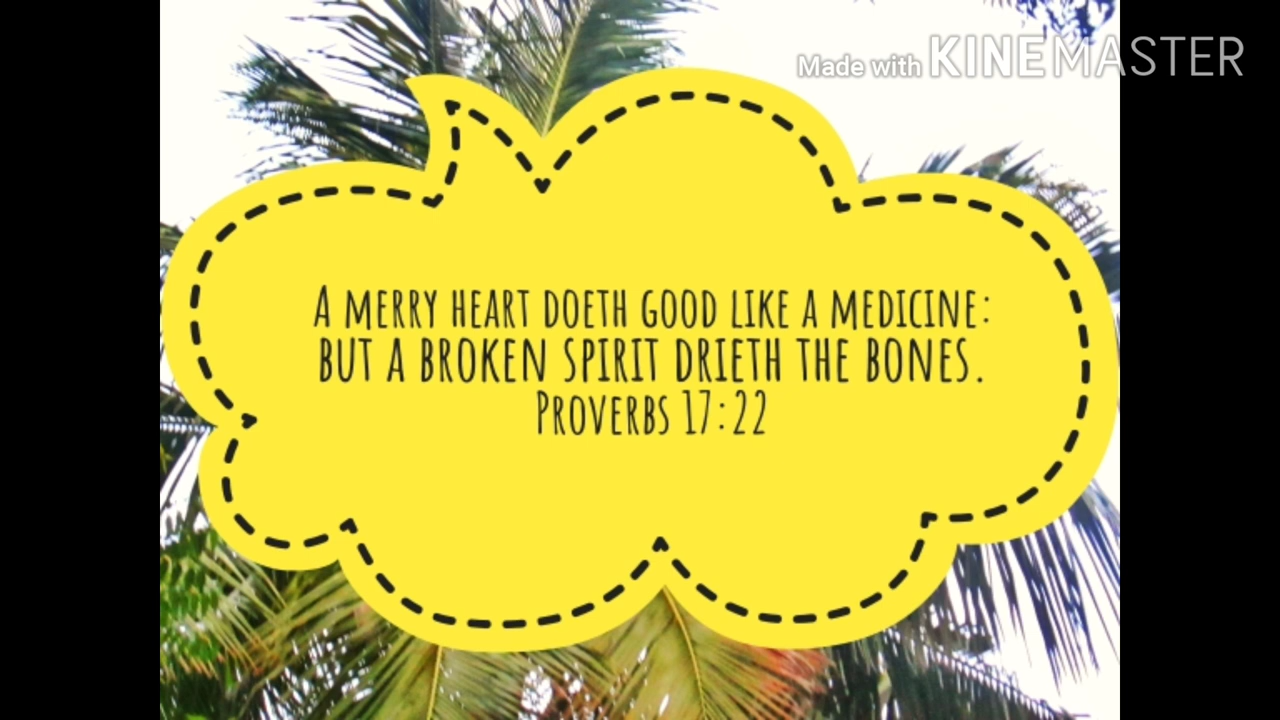 Made with KINEMASTER
A MERRY HEART DOETH GOOD LIKE A MEDICINE:
BUT A BROKEN SPIRIT DRIETH THE BONES.
PROVERBS 17:22